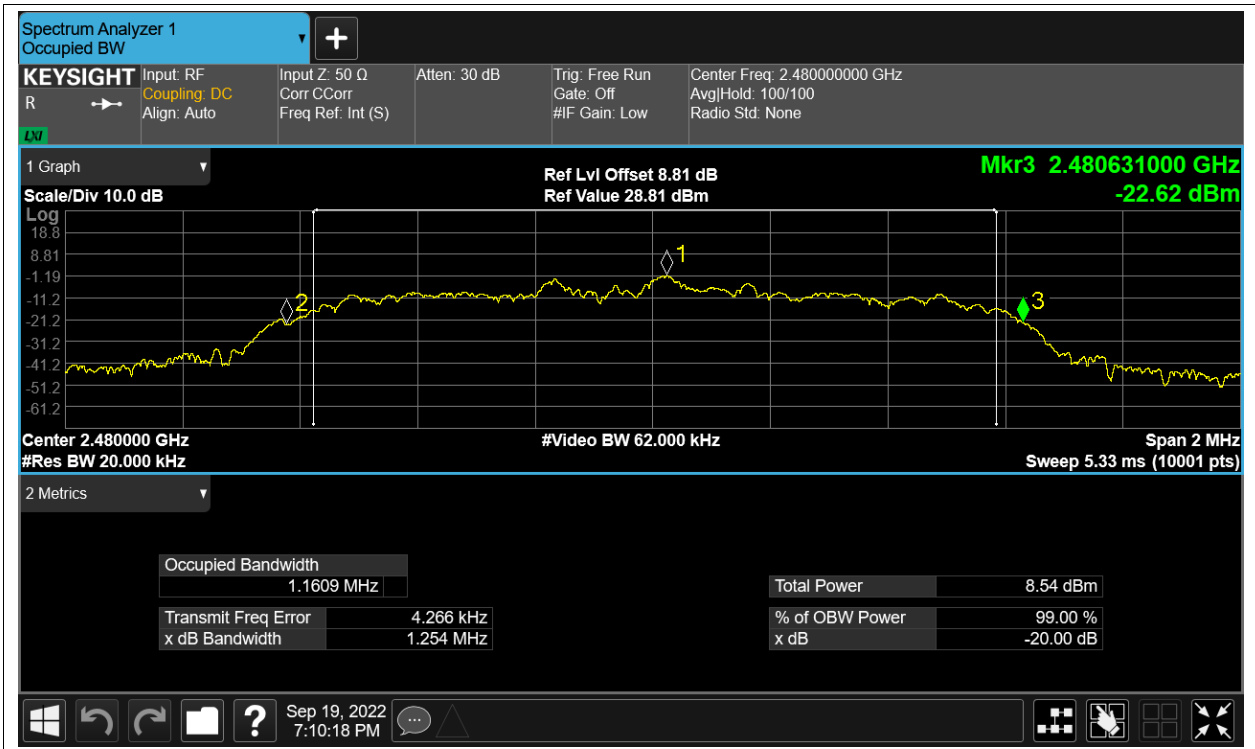 Spectrum Analyzer 1
Occupied BW
KEYSIGHT
R
LXI
Input: RF
Coupling: DC
Align: Auto
Input Z: 50 Ω
Corr CCorr
Freq Ref: Int (S)
Atten: 30 dB
Trig: Free Run
Gate: Off
#IF Gain: Low
Center Freq: 2.480000000 GHz
Avg|Hold: 100/100
Radio Std: None
1 Graph
Scale/Div 10.0 dB
Ref Lvl Offset 8.81 dB
Ref Value 28.81 dBm
Mkr3 2.480631000 GHz
-22.62 dBm
Log
18.8
8.81
-1.19
-11.2
-21.2
-31.2
-41.2
-51.2
-61.2
1
2
3
Center 2.480000 GHz
#Res BW 20.000 kHz
#Video BW 62.000 kHz
Span 2 MHz
Sweep 5.33 ms (10001 pts)
2 Metrics
Occupied Bandwidth
1.1609 MHz
Transmit Freq Error 4.266 kHz
x dB Bandwidth 1.254 MHz
Total Power 8.54 dBm
% of OBW Power 99.00 %
x dB -20.00 dB
?
Sep 19, 2022
7:10:18 PM